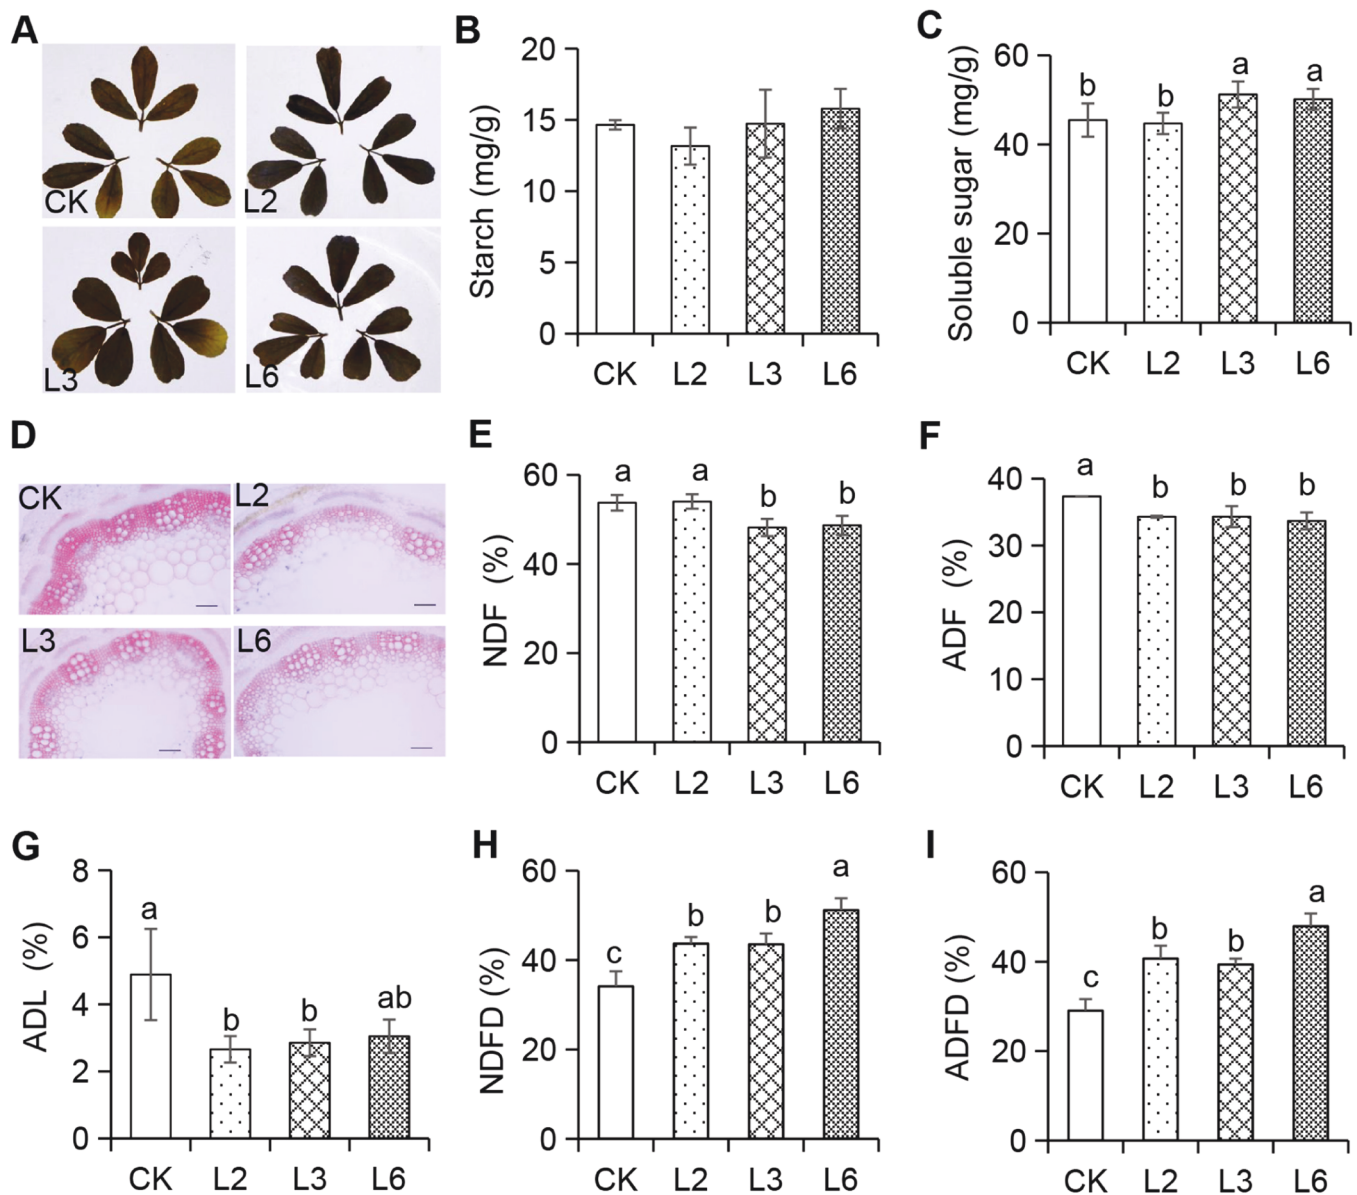 A
CK
L2
L3
L6
B
Starch (mg/g)
20
15
10
5
0
CK L2 L3 L6
C
Soluble sugar (mg/g)
60
40
20
0
b b a a
CK L2 L3 L6
D
CK
L2
L3
L6
E
NDF (%)
60
40
20
0
a a b b
CK L2 L3 L6
F
ADF (%)
40
30
20
10
0
a b b b
CK L2 L3 L6
G
ADL (%)
8
6
4
2
0
a b b ab
CK L2 L3 L6
H
NDFD (%)
60
40
20
0
c b b a
CK L2 L3 L6
I
ADFD (%)
60
40
20
0
c b b a
CK L2 L3 L6